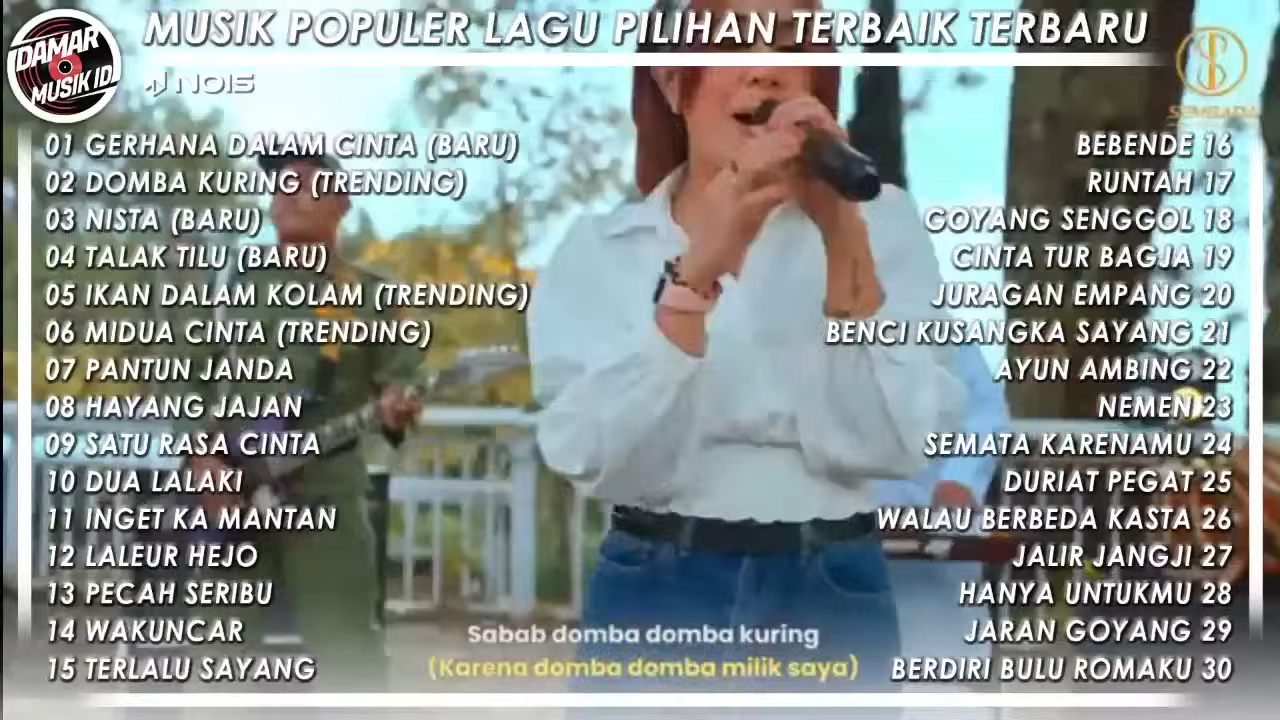 MUSIK POPULER LAGU PILIHAN TERBAIK TERBARU
DAMAR
MUSIK ID
NOIS
SEMBADA
01 GERHANA DALAM CINTA (BARU)
02 DOMBA KURING (TRENDING)
03 NISTA (BARU)
04 TALAK TILU (BARU)
05 IKAN DALAM KOLAM (TRENDING)
06 MIDUA CINTA (TRENDING)
07 PANTUN JANDA
08 HAYANG JAJAN
09 SATU RASA CINTA
10 DUA LALAKI
11 INGET KA MANTAN
12 LALEUR HEJO
13 PECAH SERIBU
14 WAKUNCAR
15 TERLALU SAYANG
BEBENDE 16
RUNTAH 17
GOYANG SENGGOL 18
CINTA TUR BAGJA 19
JURAGAN EMPANG 20
BENCI KUSANGKA SAYANG 21
AYUN AMBING 22
NEMEN 23
SEMATA KARENAMU 24
DURIAT PEGAT 25
WALAU BERBEDA KASTA 26
JALIR JANGJI 27
HANYA UNTUKMU 28
JARAN GOYANG 29
BERDIRI BULU ROMAKU 30
Sabab domba domba kuring
(Karena domba domba milik saya)